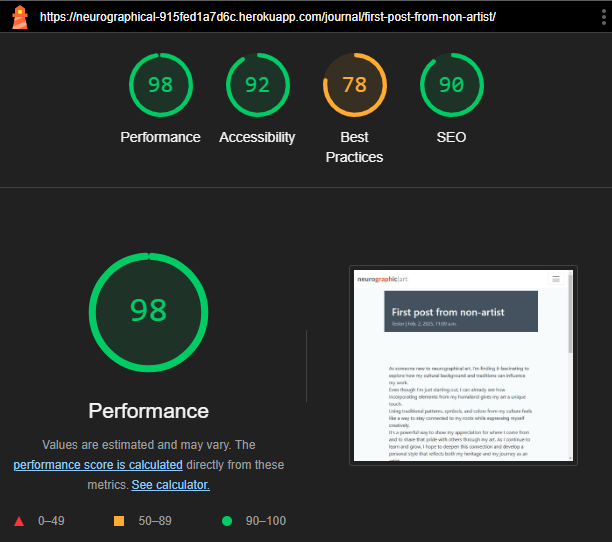 https://neurographical-915fed1a7d6c.herokuapp.com/journal/first-post-from-non-artist/
98 92 78 90
Performance Accessibility Best Practices SEO
98
Performance
Values are estimated and may vary. The
performance score is calculated directly from these
metrics. See calculator.
0–49 50–89 90–100
neurographic|art
First post from non-artist
Tester | Feb. 2, 2025, 11:00 a.m.
As someone new to neurographical art, I'm finding it fascinating to
explore how my cultural background and traditions can influence
my work.
Even though I'm just starting out, I can already see how
incorporating elements from my homeland gives my art a unique
touch.
Using traditional patterns, symbols, and colors from my culture feels
like a way to stay connected to my roots while expressing myself
creatively.
It's a powerful way to show my appreciation for where I come from
and to share that pride with others through my art. As I continue to
learn and grow, I hope to deepen this connection and develop a
personal style that reflects both my heritage and my journey as an